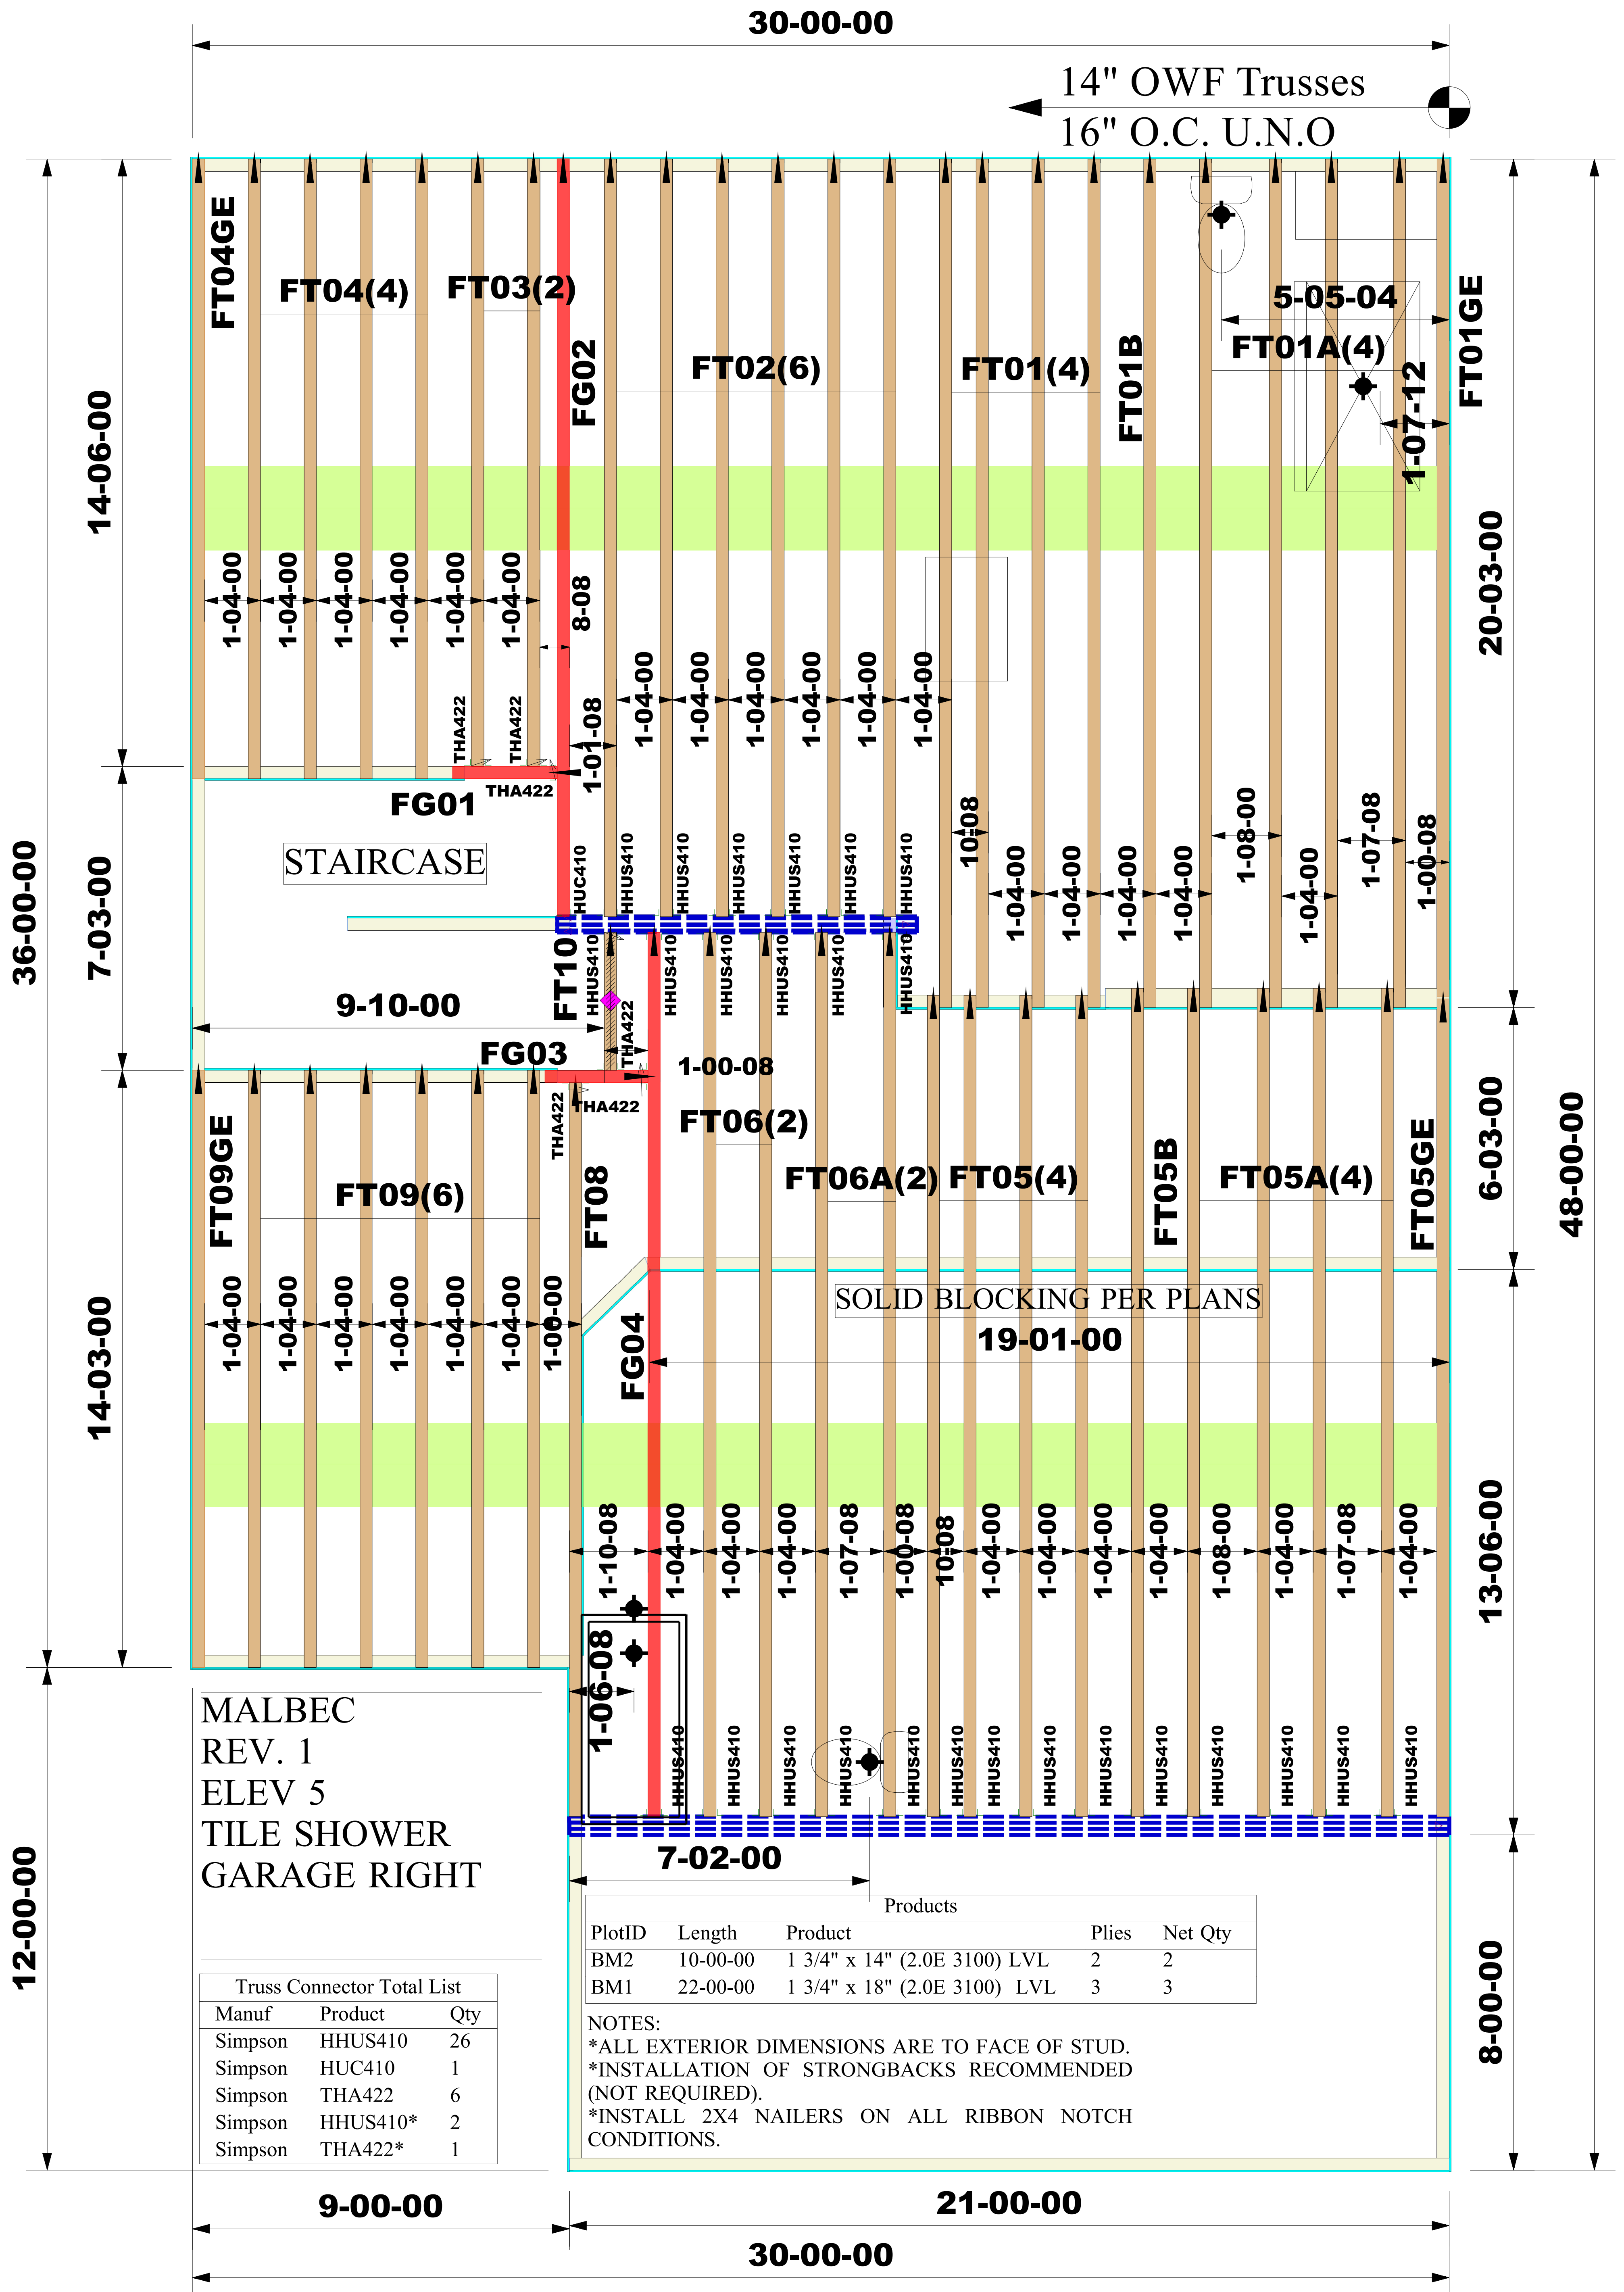 30-00-00
14" OWF Trusses
16" O.C. U.N.O
FT04GE
FT04(4)
FT03(2)
FG02
FT02(6)
FT01(4)
FT01B
5-05-04
FT01A(4)
1-07-12
FT01GE
14-06-00
20-03-00
1-04-00
1-04-00
1-04-00
1-04-00
1-04-00
1-04-00
8-08
1-01-08
1-04-00
1-04-00
1-04-00
1-04-00
1-04-00
1-04-00
THA422
THA422
THA422
FG01
10-08
1-04-00
1-04-00
1-04-00
1-04-00
1-08-00
1-04-00
1-07-08
1-00-08
STAIRCASE
HUC410
HHUS410
HHUS410
HHUS410
HHUS410
HHUS410
HHUS410
36-00-00
7-03-00
FT10
HHUS410
HHUS410
HHUS410
HHUS410
HHUS410
HHUS410
9-10-00
THA422
FG03
1-00-08
THA422
THA422
FT06(2)
6-03-00
48-00-00
FT09GE
FT09(6)
FT08
FT06A(2)
FT05(4)
FT05B
FT05A(4)
FT05GE
14-03-00
1-04-00
1-04-00
1-04-00
1-04-00
1-04-00
1-04-00
1-00-00
FG04
SOLID BLOCKING PER PLANS
19-01-00
1-10-08
1-04-00
1-04-00
1-04-00
1-07-08
1-00-08
10-08
1-04-00
1-04-00
1-04-00
1-04-00
1-08-00
1-04-00
1-07-08
1-04-00
13-06-00
1-06-08
HHUS410
HHUS410
HHUS410
HHUS410
HHUS410
HHUS410
HHUS410
HHUS410
HHUS410
HHUS410
HHUS410
HHUS410
HHUS410
HHUS410
MALBEC
REV. 1
ELEV 5
TILE SHOWER
GARAGE RIGHT
7-02-00
12-00-00
8-00-00
Products
PlotID Length Product Plies Net Qty
BM2 10-00-00 1 3/4" x 14" (2.0E 3100) LVL 2 2
BM1 22-00-00 1 3/4" x 18" (2.0E 3100) LVL 3 3
Truss Connector Total List
Manuf Product Qty
Simpson HHUS410 26
Simpson HUC410 1
Simpson THA422 6
Simpson HHUS410* 2
Simpson THA422* 1
NOTES:
*ALL EXTERIOR DIMENSIONS ARE TO FACE OF STUD.
*INSTALLATION OF STRONGBACKS RECOMMENDED
(NOT REQUIRED).
*INSTALL 2X4 NAILERS ON ALL RIBBON NOTCH
CONDITIONS.
9-00-00
21-00-00
30-00-00